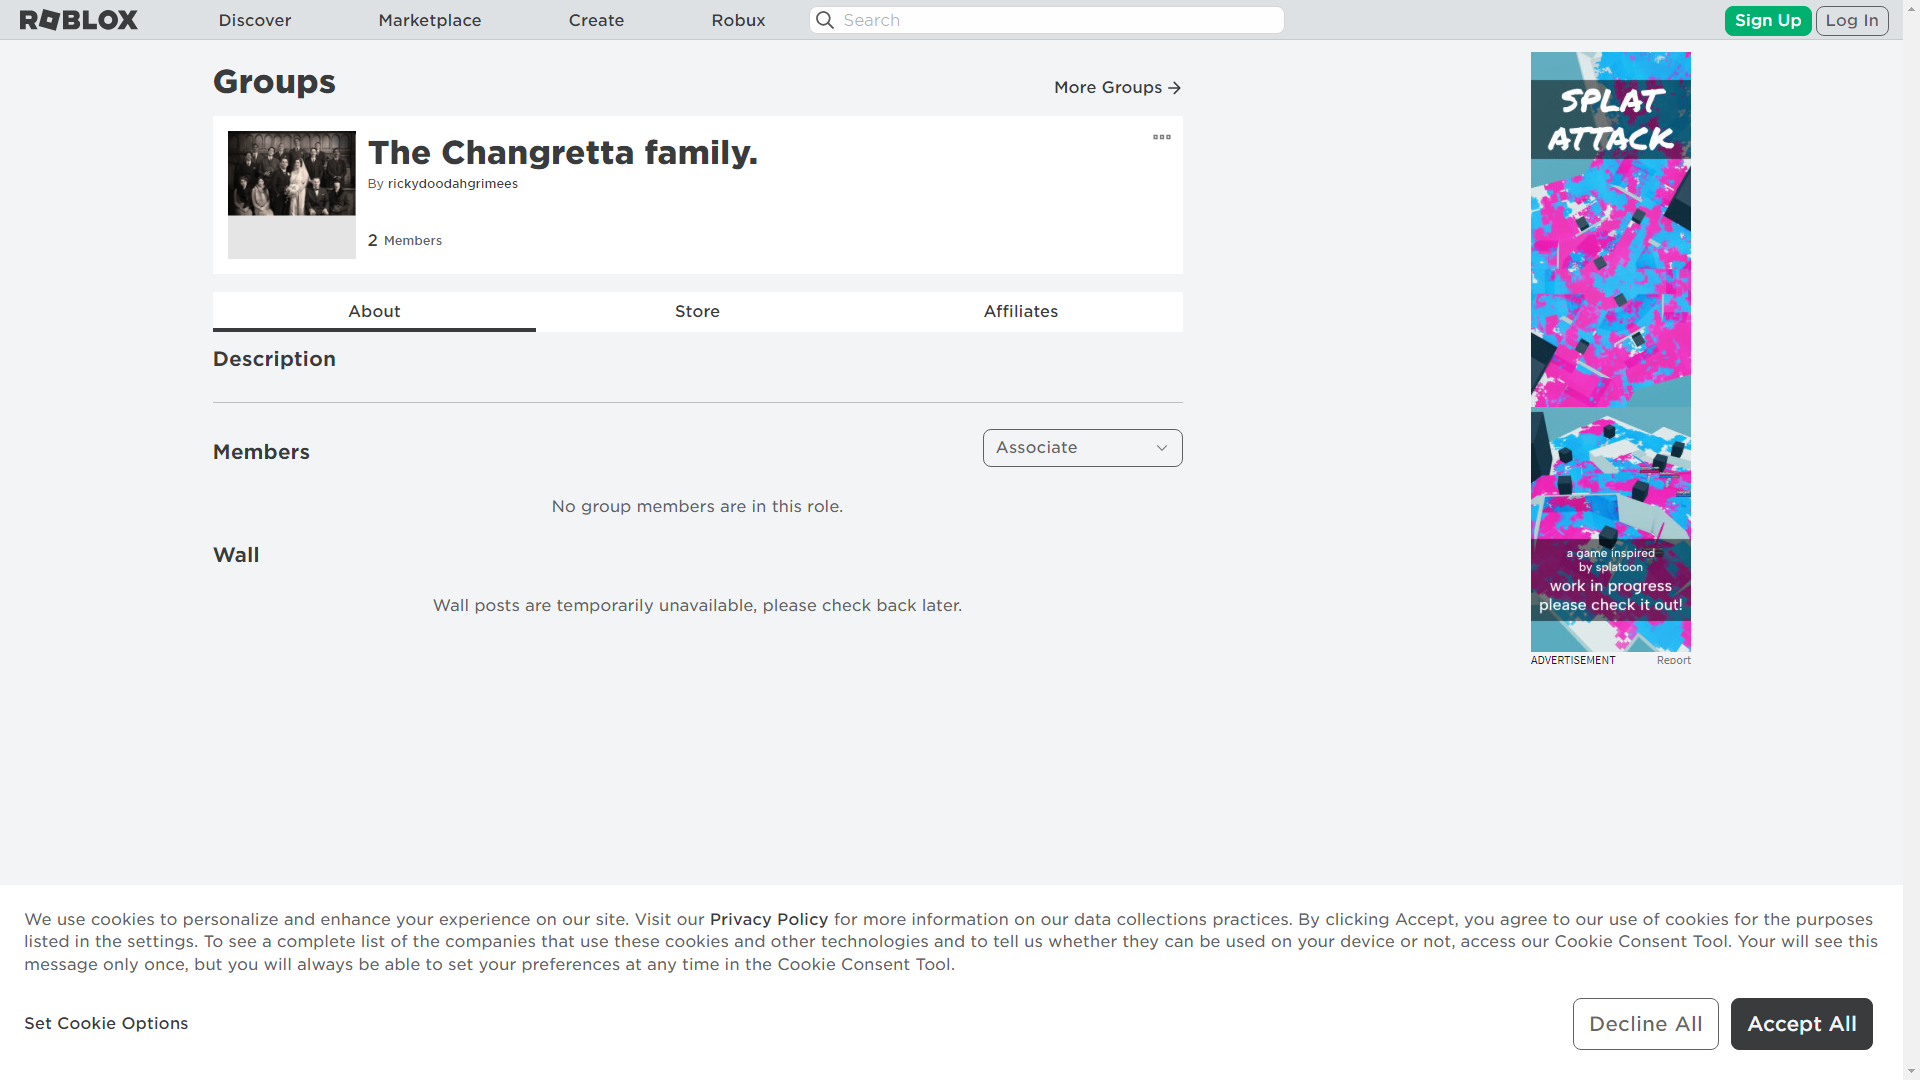 ROBLOX
Discover
Marketplace
Create
Robux
Search
Sign Up
Log In
Groups
More Groups
The Changretta family.
By rickydoodahgrimees
2 Members
About
Store
Affiliates
Description
Members
Associate
No group members are in this role.
Wall
Wall posts are temporarily unavailable, please check back later.
SPLAT
ATTACK
a game inspired
by splatoon
work in progress
please check it out!
ADVERTISEMENT
Report
We use cookies to personalize and enhance your experience on our site. Visit our Privacy Policy for more information on our data collections practices. By clicking Accept, you agree to our use of cookies for the purposes
listed in the settings. To see a complete list of the companies that use these cookies and other technologies and to tell us whether they can be used on your device or not, access our Cookie Consent Tool. Your will see this
message only once, but you will always be able to set your preferences at any time in the Cookie Consent Tool.
Set Cookie Options
Decline All
Accept All